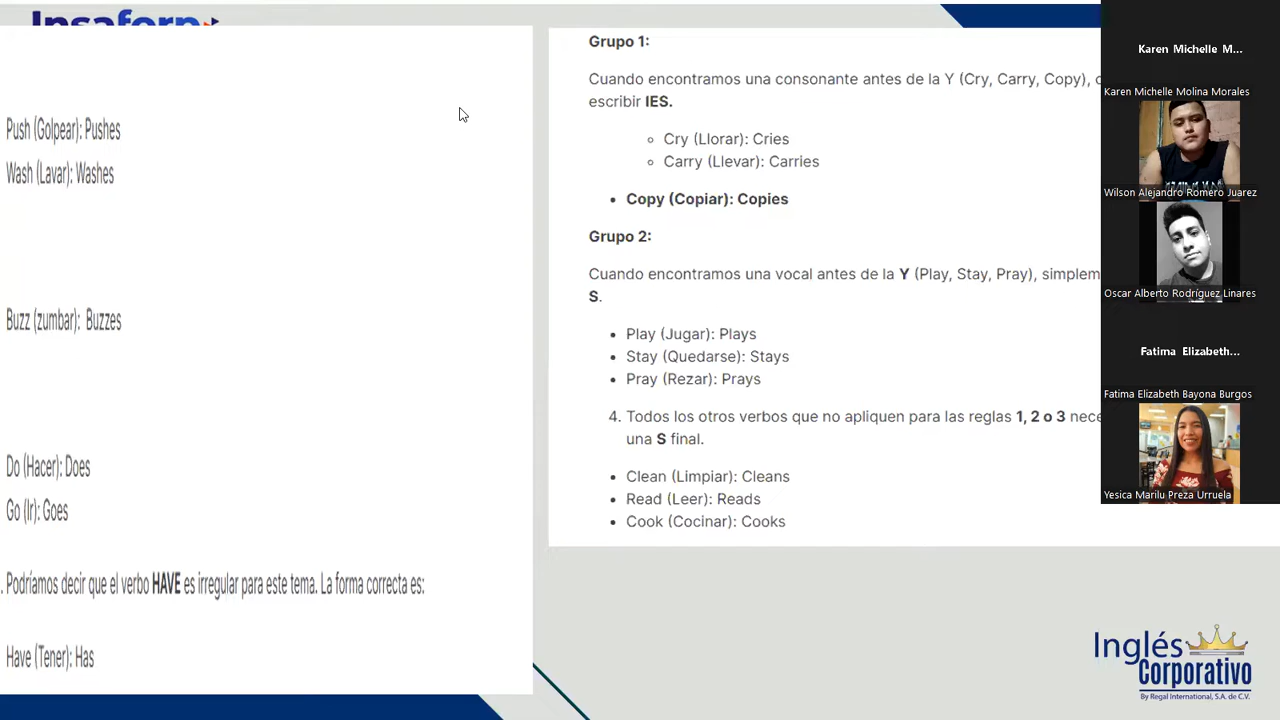 Insaforp
Push (Golpear): Pushes
Wash (Lavar): Washes
Buzz (zumbar): Buzzes
Do (Hacer): Does
Go (Ir): Goes
. Podríamos decir que el verbo HAVE es irregular para este tema. La forma correcta es:
Have (Tener): Has
Grupo 1:
Cuando encontramos una consonante antes de la Y (Cry, Carry, Copy),
escribir IES.
Cry (Llorar): Cries
Carry (Llevar): Carries
Copy (Copiar): Copies
Grupo 2:
Cuando encontramos una vocal antes de la Y (Play, Stay, Pray),
S.
Play (Jugar): Plays
Stay (Quedarse): Stays
Pray (Rezar): Prays
4. Todos los otros verbos que no apliquen para las reglas 1, 2 o 3
una S final.
Clean (Limpiar): Cleans
Read (Leer): Reads
Cook (Cocinar): Cooks
Karen Michelle M...
Karen Michelle Molina Morales
Wilson Alejandro Romero Juarez
Oscar Alberto Rodríguez Linares
Fatima Elizabeth...
Fatima Elizabeth Bayona Burgos
Yesica Marilu Preza Urruela
Inglés
Corporativo
By Regal International, S.A. de C.V.